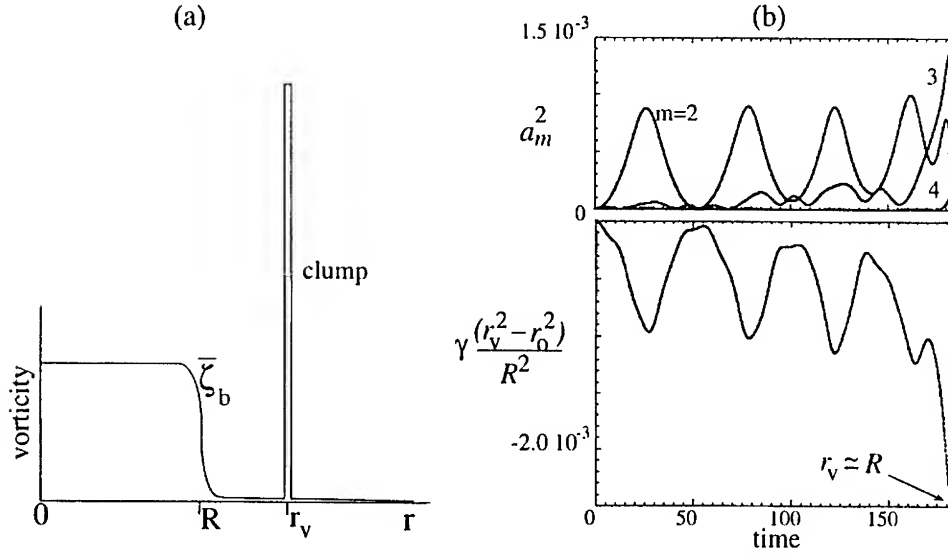 (a)
vorticity
ζ̄_b
clump
0
R
r_v
r
(b)
1.5 10^-3
a_m^2
0
m=2
3
4
γ (r_v^2 − r_o^2) / R^2
-2.0 10^-3
r_v ≃ R
0
50
100
150
time